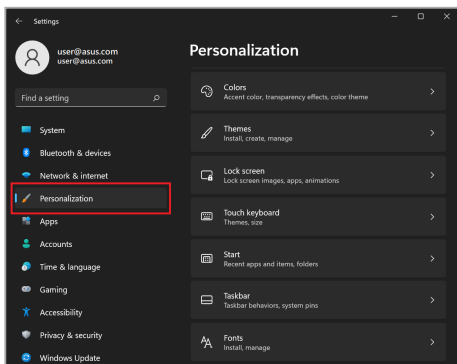 Settings
user@asus.com
user@asus.com
Find a setting
System
Bluetooth & devices
Network & internet
Personalization
Apps
Accounts
Time & language
Gaming
Accessibility
Privacy & security
Windows Update
Personalization
Colors
Accent color, transparency effects, color theme
Themes
Install, create, manage
Lock screen
Lock screen images, apps, animations
Touch keyboard
Themes, size
Start
Recent apps and items, folders
Taskbar
Taskbar behaviors, system pins
Fonts
Install, manage